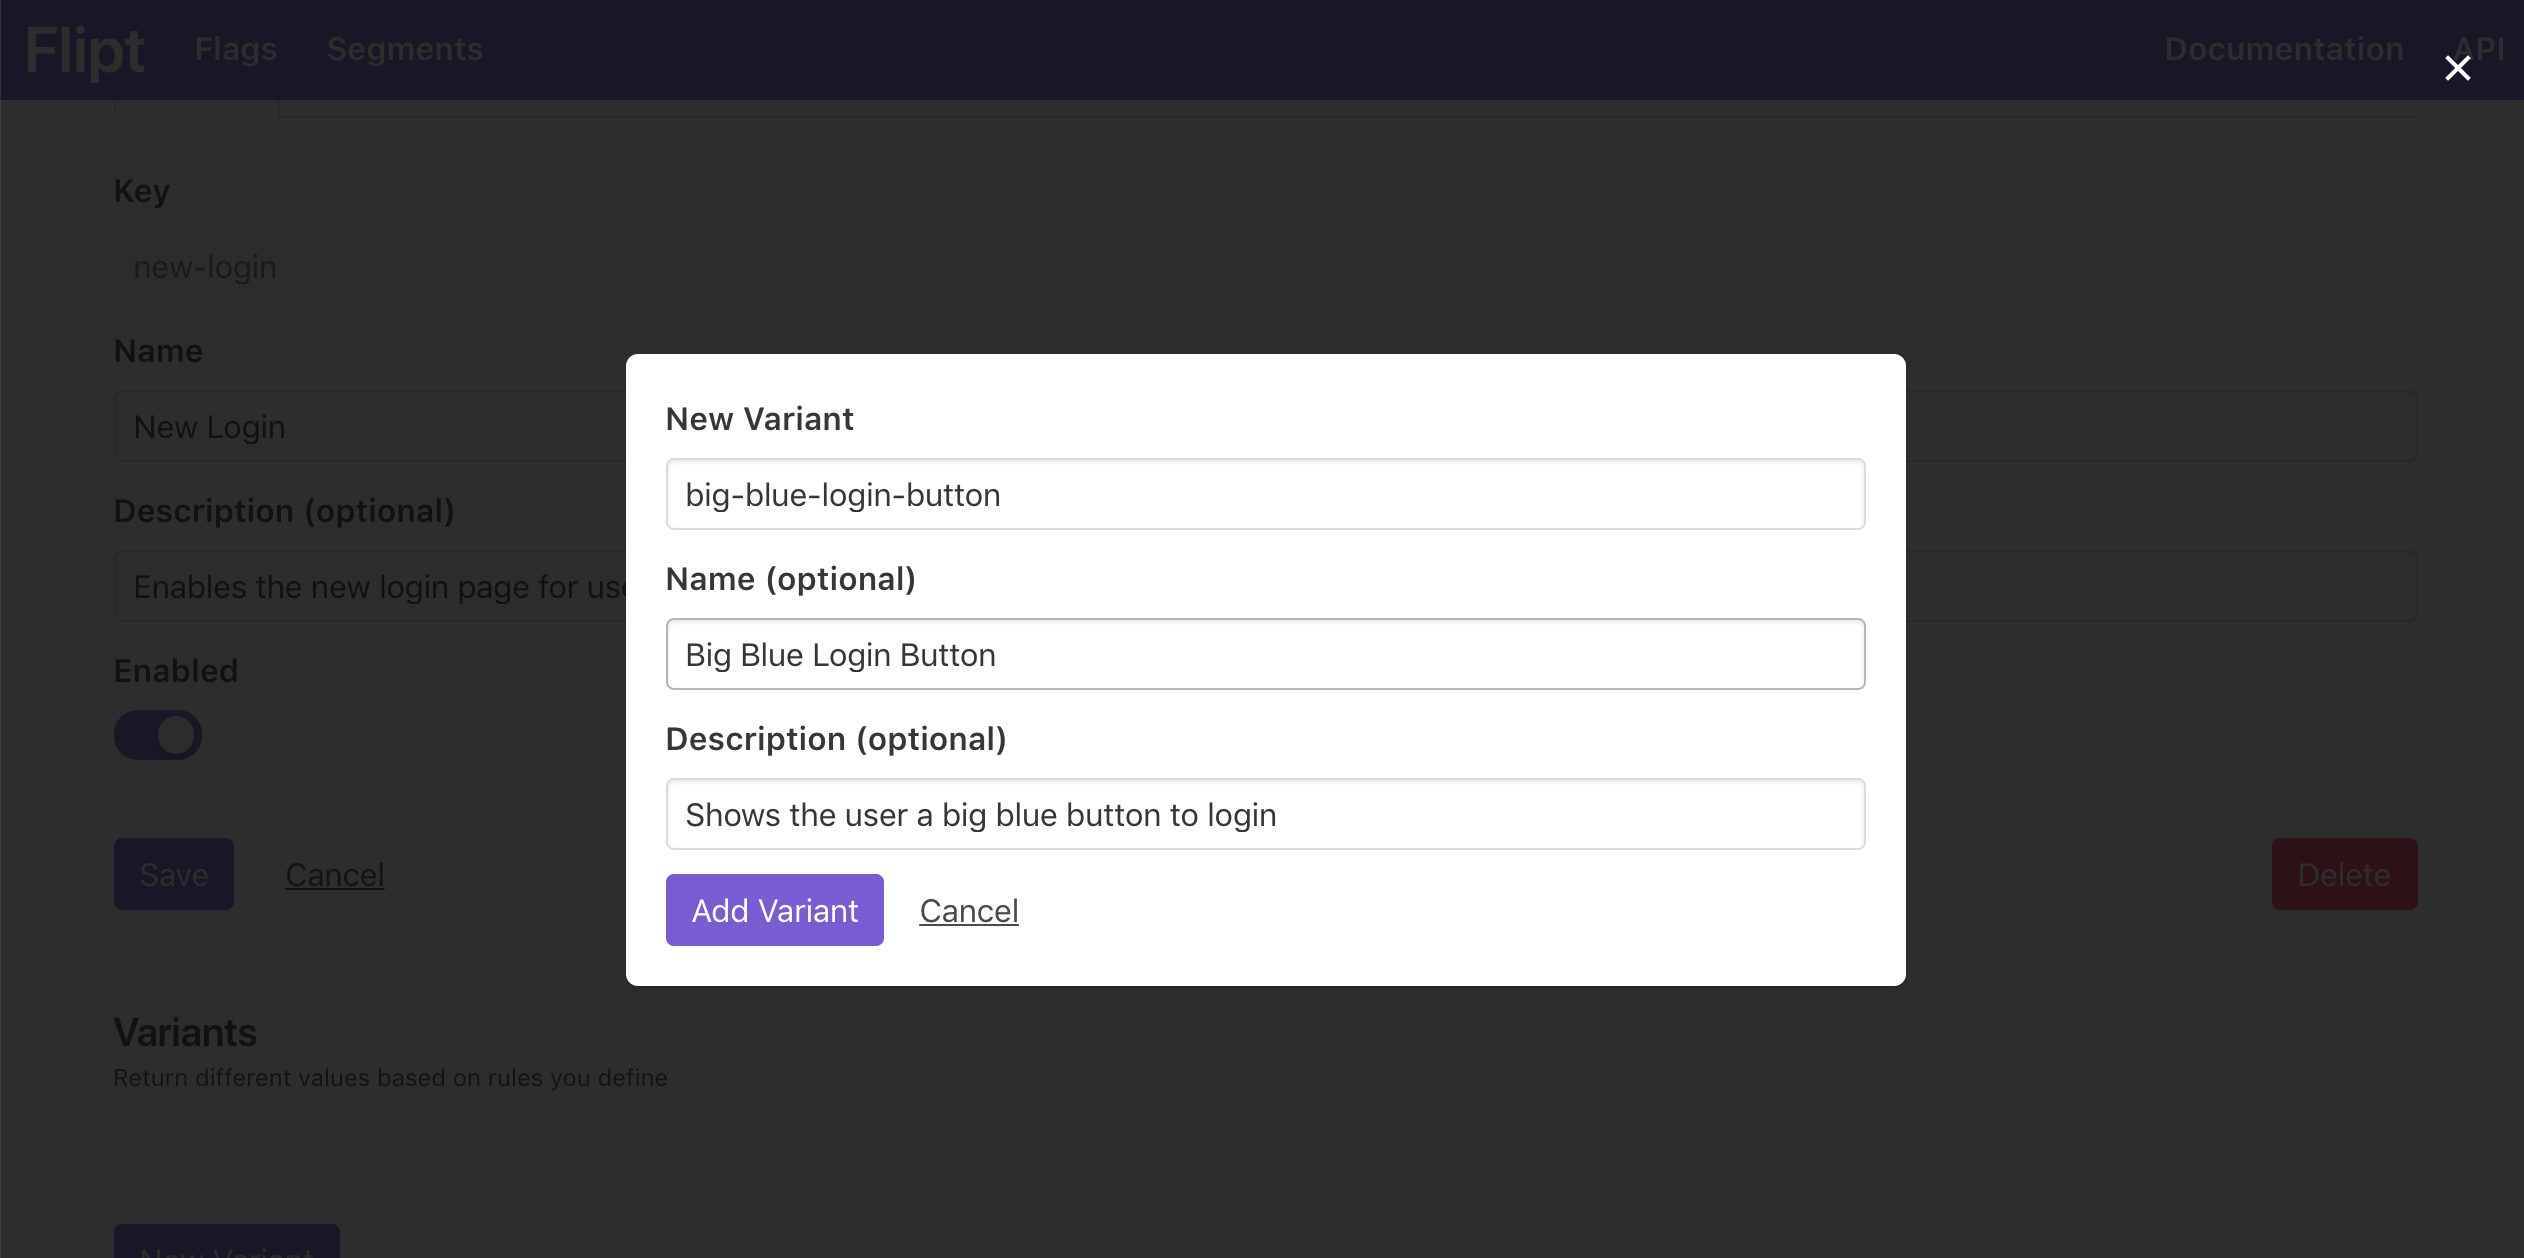 Flipt Flags Segments Documentation API
Key
new-login
Name
New Login
Description (optional)
Enables the new login page for
Enabled
Save Cancel Delete
Variants
Return different values based on rules you define
New Variant
New Variant
big-blue-login-button
Name (optional)
Big Blue Login Button
Description (optional)
Shows the user a big blue button to login
Add Variant Cancel